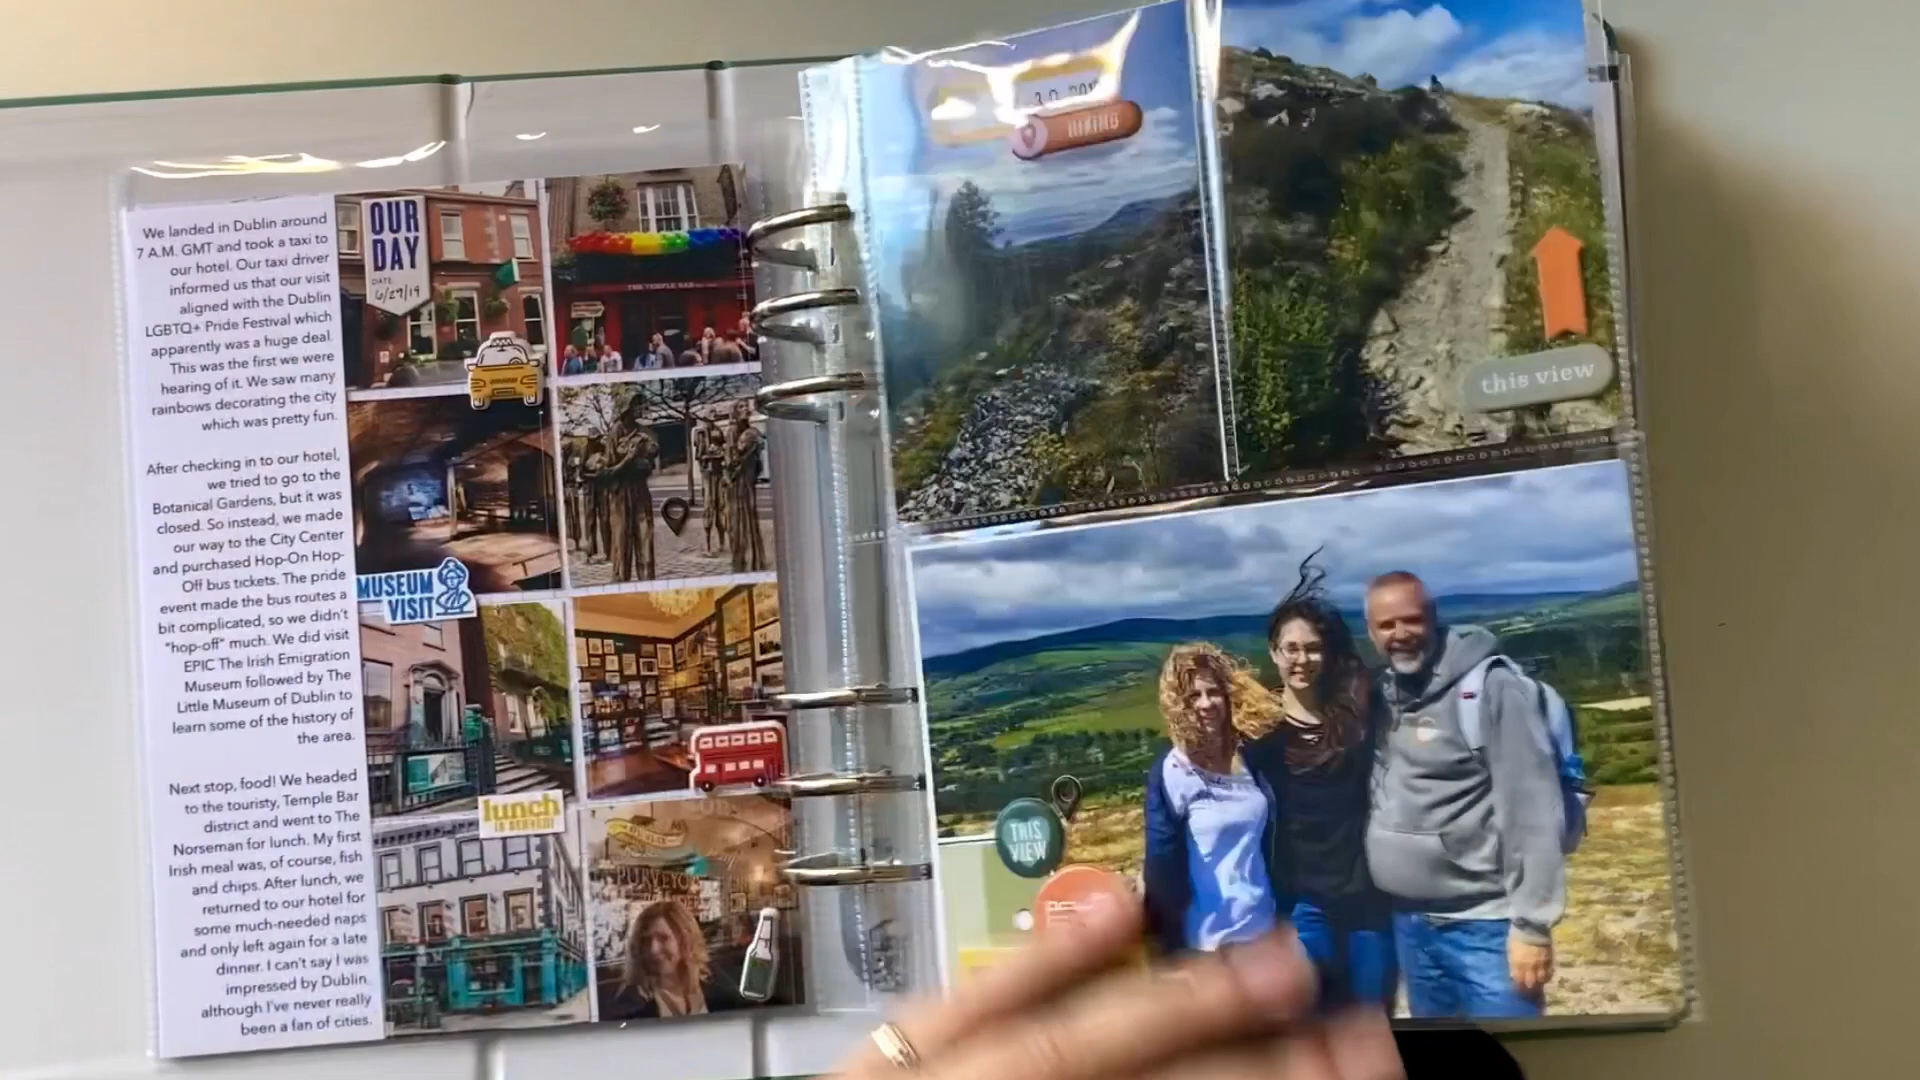 We landed in Dublin around
7 A.M. GMT and took a taxi to
our hotel. Our taxi driver
informed us that our visit
aligned with the Dublin
LGBTQ+ Pride Festival which
apparently was a huge deal.
This was the first we were
hearing of it. We saw many
rainbows decorating the city
which was pretty fun.
After checking in to our hotel,
we tried to go to the
Botanical Gardens, but it was
closed. So instead, we made
our way to the City Center
and purchased Hop-On Hop-
Off bus tickets. The pride
event made the bus routes a
bit complicated, so we didn't
"hop-off" much. We did visit
EPIC The Irish Emigration
Museum followed by The
Little Museum of Dublin to
learn some of the history of
the area.
Next stop, food! We headed
to the touristy, Temple Bar
district and went to The
Norseman for lunch. My first
Irish meal was, of course, fish
and chips. After lunch, we
returned to our hotel for
some much-needed naps
and only left again for a late
dinner. I can't say I was
impressed by Dublin
although I've never really
been a fan of cities.
OUR
DAY
DATE
6/29/19
THE TEMPLE BAR
MUSEUM
VISIT
lunch
IS SERVED!
PURVEYO
HIKING
this view
THIS
VIEW